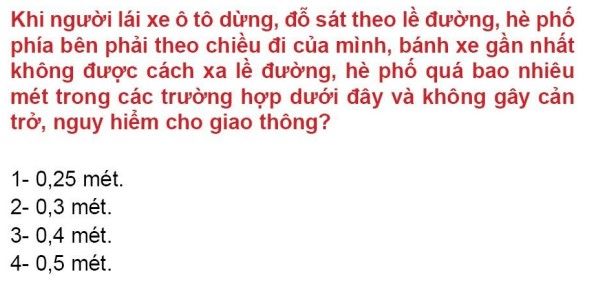 Khi người lái xe ô tô dừng, đỗ sát theo lề đường, hè phố
phía bên phải theo chiều đi của mình, bánh xe gần nhất
không được cách xa lề đường, hè phố quá bao nhiêu
mét trong các trường hợp dưới đây và không gây cản
trở, nguy hiểm cho giao thông?
1- 0,25 mét.
2- 0,3 mét.
3- 0,4 mét.
4- 0,5 mét.